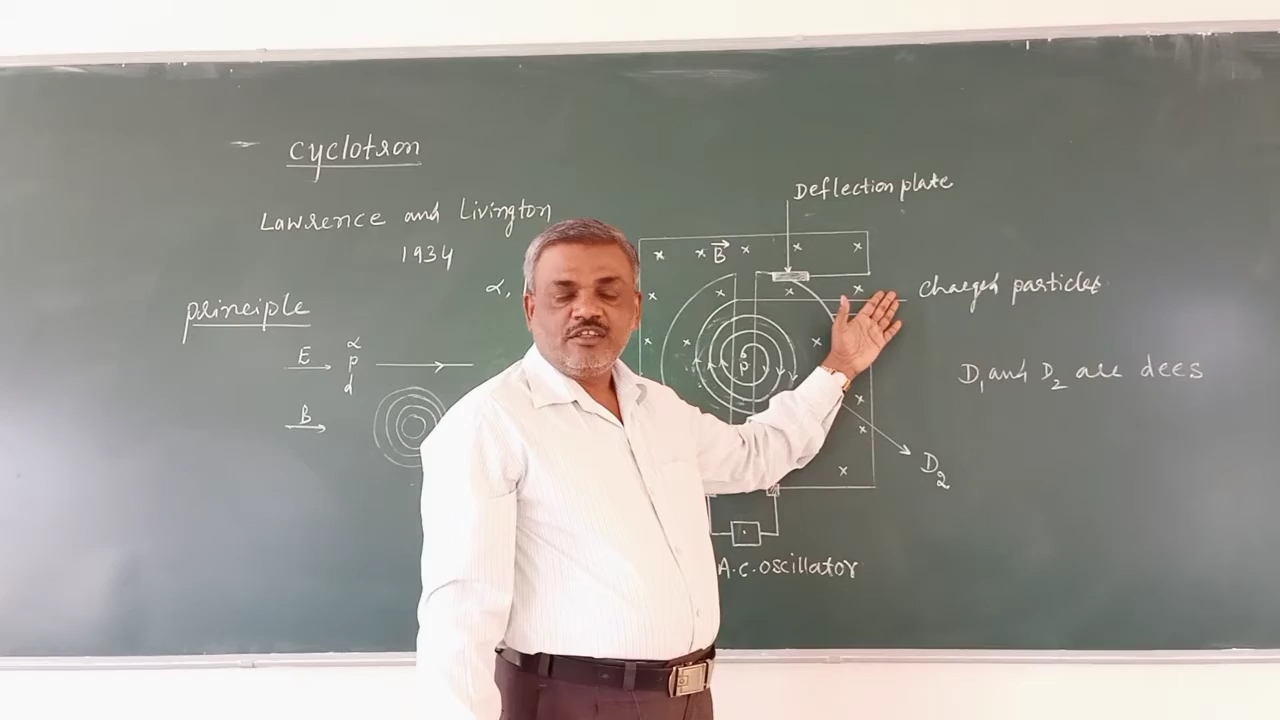 Cyclotron
Lawrence and Livington
1934
α,
principle
E
α
p
d
B
Deflection plate
B
charged particles
p
D₁ and D₂ are dees
D₂
A.C. oscillator